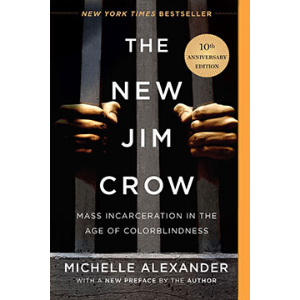 NEW YORK TIMES BESTSELLER
10th
ANNIVERSARY
EDITION
THE
NEW
JIM
CROW
MASS INCARCERATION IN THE
AGE OF COLORBLINDNESS
MICHELLE ALEXANDER
WITH A NEW PREFACE BY THE AUTHOR